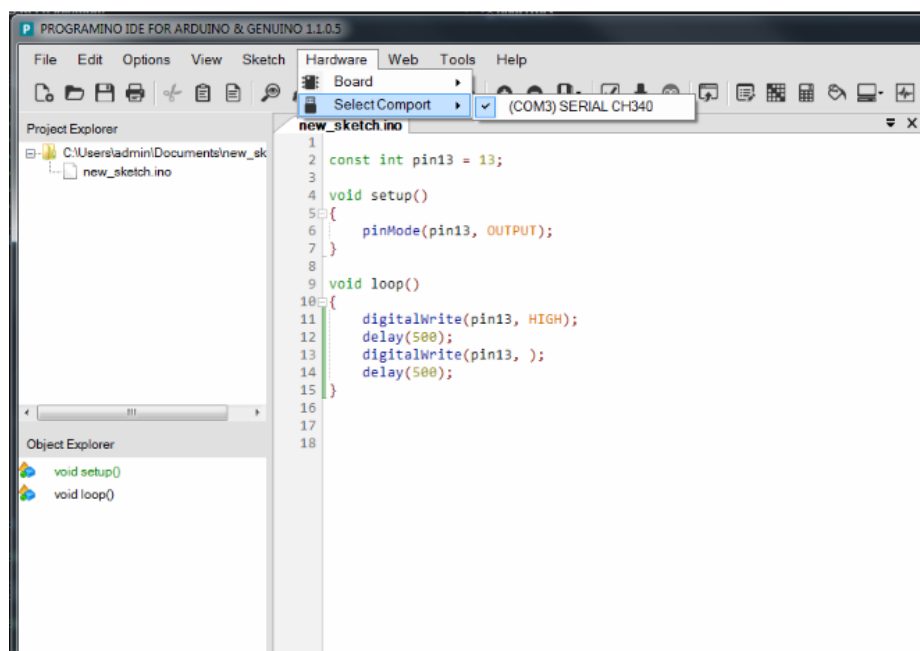 PROGRAMINO IDE FOR ARDUINO & GENUINO 1.1.0.5
File Edit Options View Sketch Hardware Web Tools Help
Board
Select Comport
(COM3) SERIAL CH340
Project Explorer
C:\Users\admin\Documents\new_sk
new_sketch.ino
new_sketch.ino
1
2 const int pin13 = 13;
3
4 void setup()
5 {
6 pinMode(pin13, OUTPUT);
7 }
8
9 void loop()
10 {
11 digitalWrite(pin13, HIGH);
12 delay(500);
13 digitalWrite(pin13, );
14 delay(500);
15 }
16
17
18
Object Explorer
void setup()
void loop()